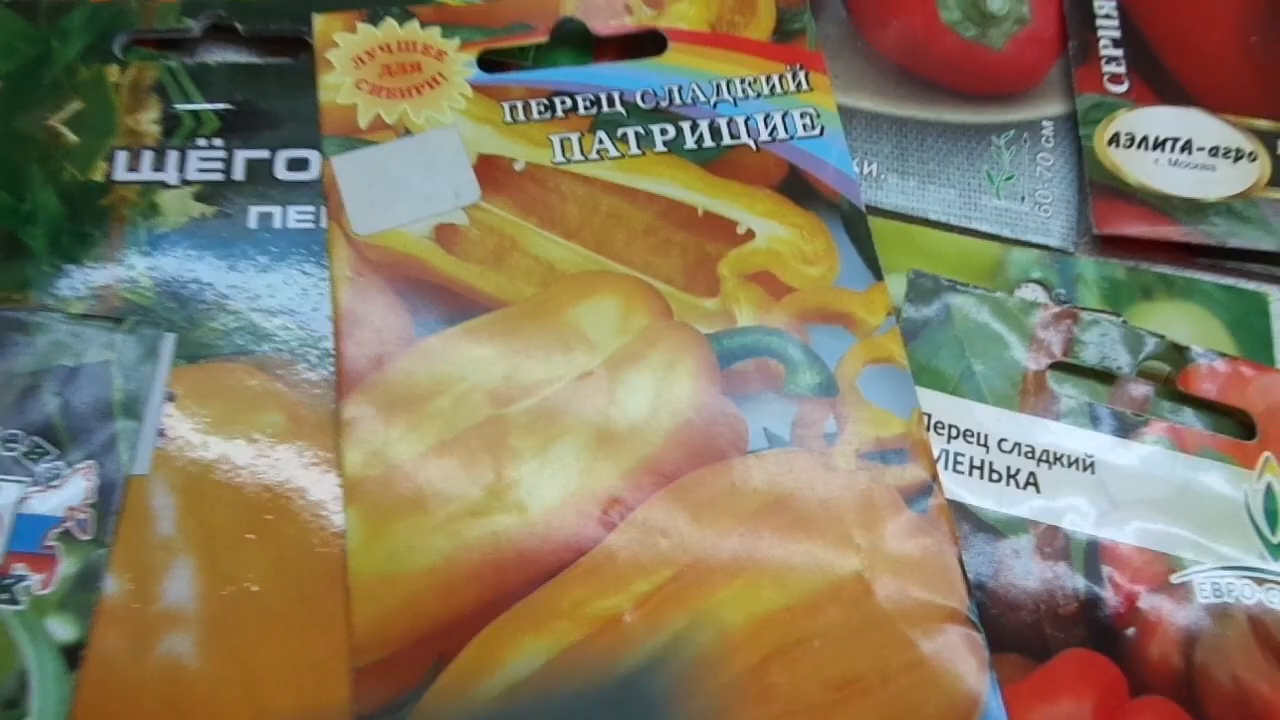 ЛУЧШЕЕ
ДЛЯ
СИБИРИ!
ПЕРЕЦ СЛАДКИЙ
ПАТРИЦИЕ
ЩЁГО
ПЕ
КИ.
60-70 см
СЕРИЯ
АЭЛИТА-агро
г. Москва
Перец сладкий
ЛЕНЬКА
ЕВРО-С